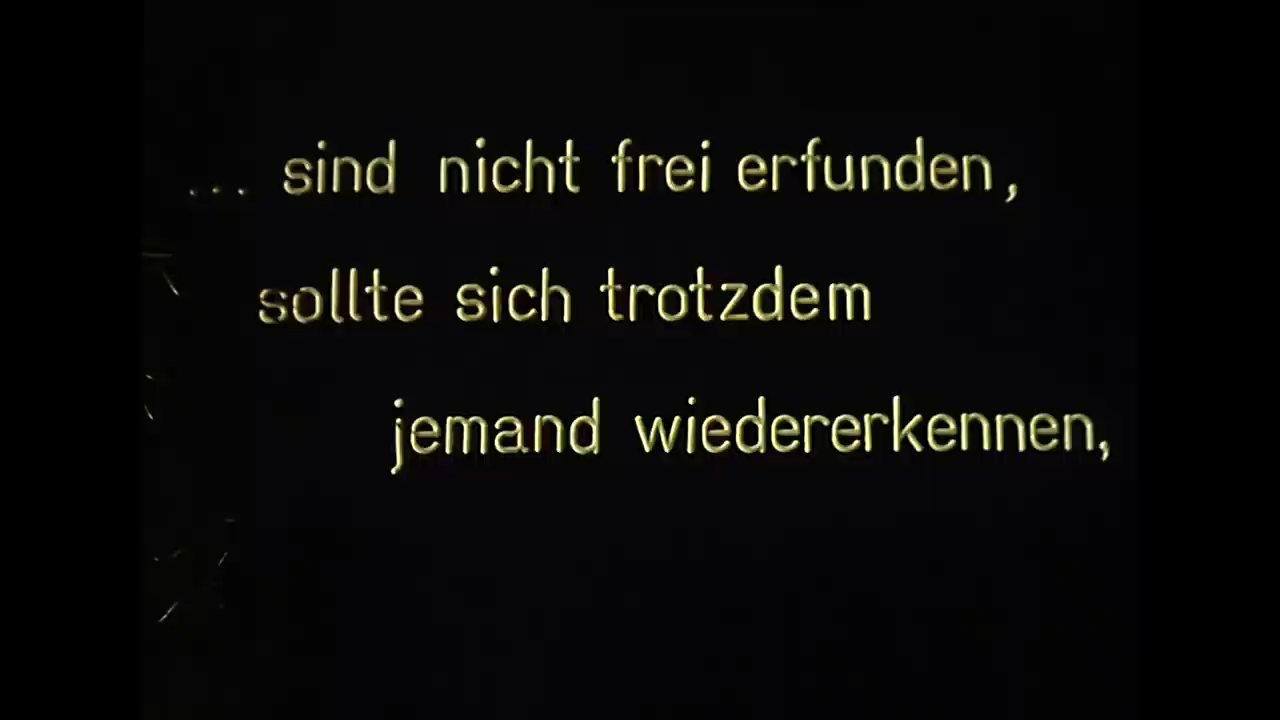 ... sind nicht frei erfunden,
sollte sich trotzdem
jemand wiedererkennen,